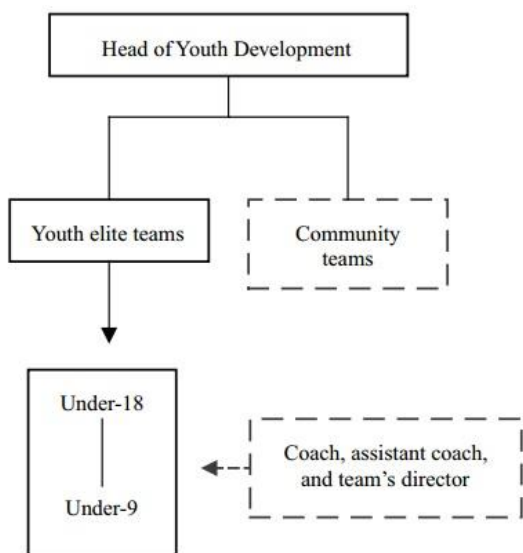 Head of Youth Development
Youth elite teams
Community
teams
Under-18
Under-9
Coach, assistant coach,
and team's director